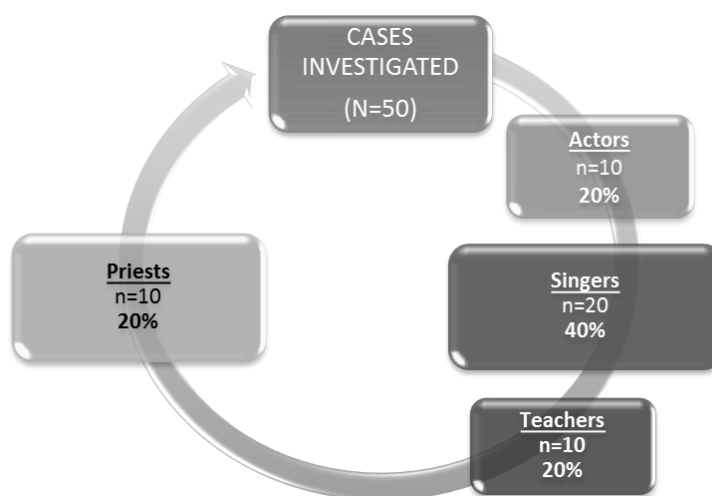 CASES
INVESTIGATED
(N=50)
Actors
n=10
20%
Singers
n=20
40%
Teachers
n=10
20%
Priests
n=10
20%